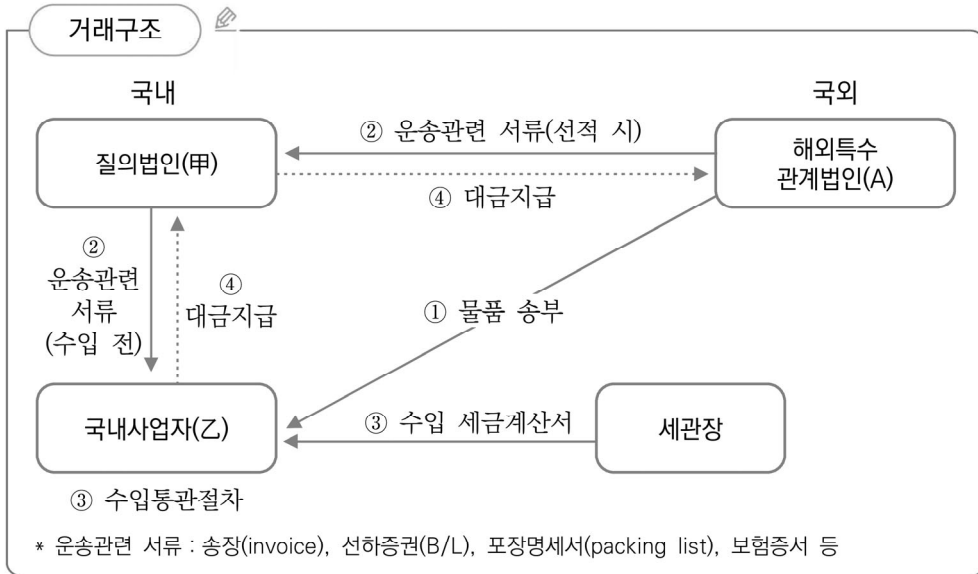 거래구조
국내
국외
질의법인(甲)
② 운송관련 서류(선적 시)
④ 대금지급
해외특수
관계법인(A)
②
운송관련
서류
(수입 전)
④
대금지급
① 물품 송부
국내사업자(乙)
③ 수입 세금계산서
세관장
③ 수입통관절차
* 운송관련 서류 : 송장(invoice), 선하증권(B/L), 포장명세서(packing list), 보험증서 등